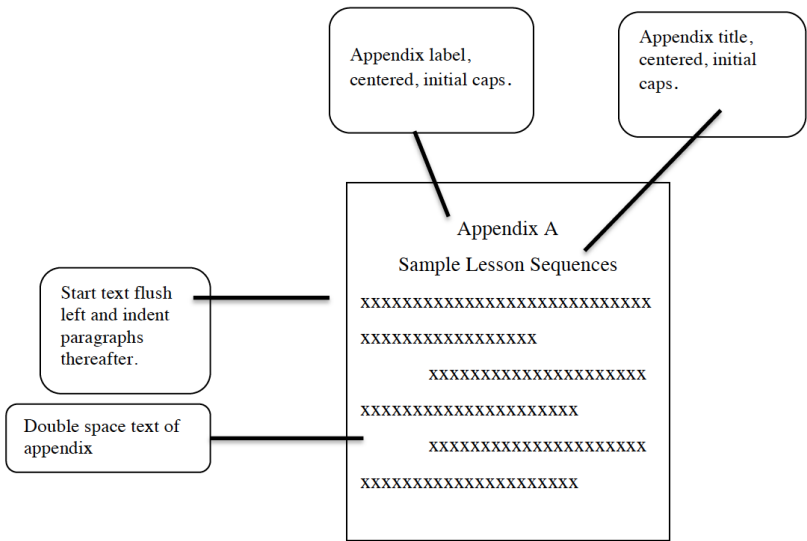 Appendix label,
centered, initial caps.
Appendix title,
centered, initial
caps.
Appendix A
Sample Lesson Sequences
Start text flush
left and indent
paragraphs
thereafter.
xxxxxxxxxxxxxxxxxxxxxxxxxxxx
xxxxxxxxxxxxxxxxx
xxxxxxxxxxxxxxxxxxxxx
xxxxxxxxxxxxxxxxxxxxx
Double space text of
appendix
xxxxxxxxxxxxxxxxxxxxx
xxxxxxxxxxxxxxxxxxxxx